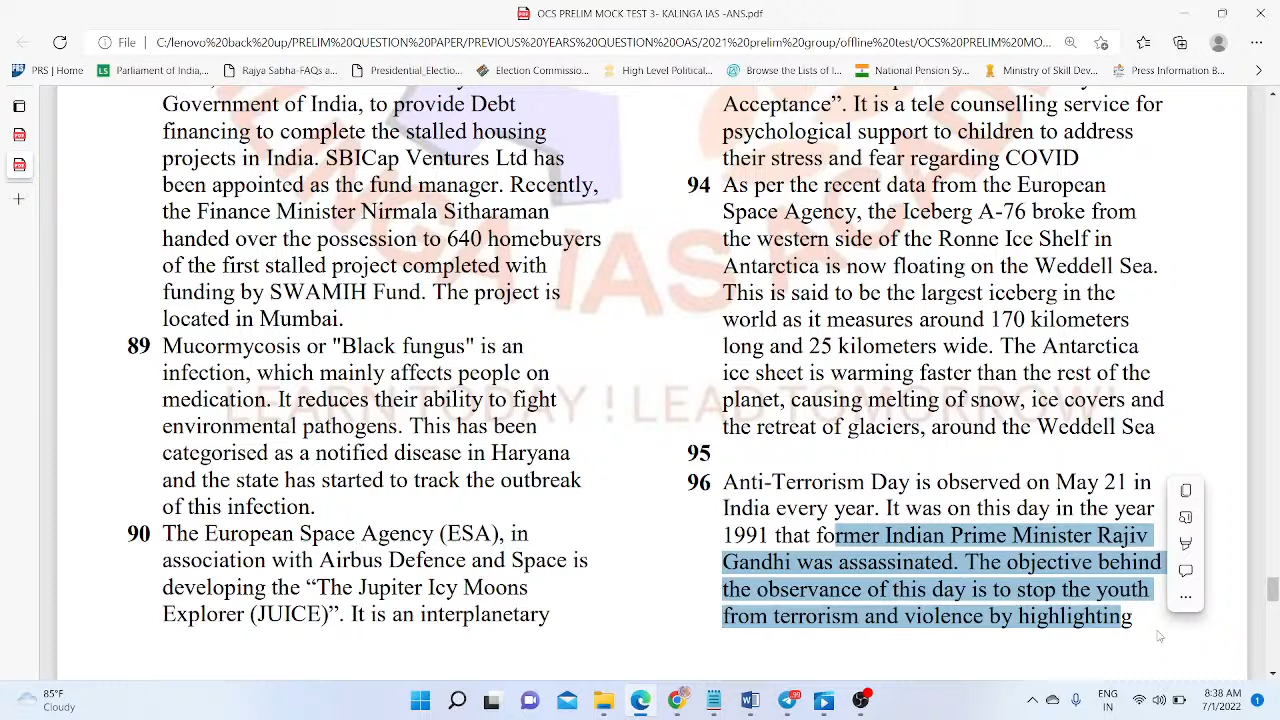 OCS PRELIM MOCK TEST 3- KALINGA IAS -ANS.pdf
File
C:/lenovo%20back%20up/PRELIM%20QUESTION%20PAPER/PREVIOUS%20YEARS%20QUESTION%20OAS/2021%20prelim%20group/offline%20test/OCS%20PRELIM%20MO...
PRS | Home
Parliament of India,...
Rajya Sabha-FAQs a...
Presidential_Electio...
Election Commissio...
High Level Political...
Browse the Lists of I...
National Pension Sy...
Ministry of Skill Dev...
Press Information B...
Government of India, to provide Debt
financing to complete the stalled housing
projects in India. SBICap Ventures Ltd has
been appointed as the fund manager. Recently,
the Finance Minister Nirmala Sitharaman
handed over the possession to 640 homebuyers
of the first stalled project completed with
funding by SWAMIH Fund. The project is
located in Mumbai.
89 Mucormycosis or "Black fungus" is an
infection, which mainly affects people on
medication. It reduces their ability to fight
environmental pathogens. This has been
categorised as a notified disease in Haryana
and the state has started to track the outbreak
of this infection.
90 The European Space Agency (ESA), in
association with Airbus Defence and Space is
developing the “The Jupiter Icy Moons
Explorer (JUICE)”. It is an interplanetary
Acceptance”. It is a tele counselling service for
psychological support to children to address
their stress and fear regarding COVID
94 As per the recent data from the European
Space Agency, the Iceberg A-76 broke from
the western side of the Ronne Ice Shelf in
Antarctica is now floating on the Weddell Sea.
This is said to be the largest iceberg in the
world as it measures around 170 kilometers
long and 25 kilometers wide. The Antarctica
ice sheet is warming faster than the rest of the
planet, causing melting of snow, ice covers and
the retreat of glaciers, around the Weddell Sea
95
96 Anti-Terrorism Day is observed on May 21 in
India every year. It was on this day in the year
1991 that former Indian Prime Minister Rajiv
Gandhi was assassinated. The objective behind
the observance of this day is to stop the youth
from terrorism and violence by highlighting
KALINGA IAS ACADEMY
LEARN TODAY ! LEAD TOMORROW!
85°F
Cloudy
99
ENG
IN
8:38 AM
7/1/2022
1